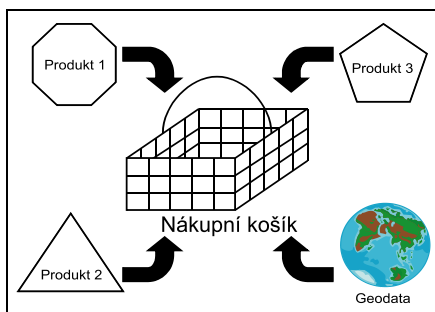 Produkt 1
Produkt 3
Nákupní košík
Produkt 2
Geodata